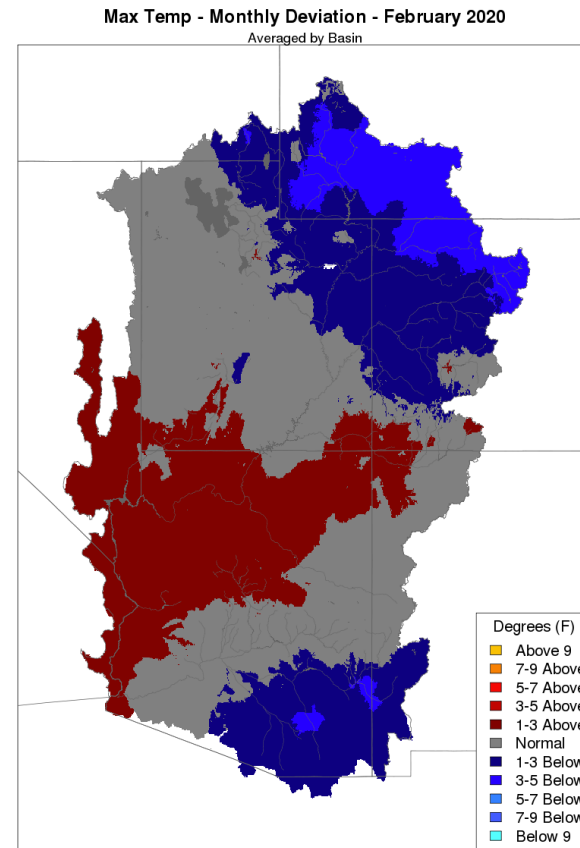 Max Temp - Monthly Deviation - February 2020
Averaged by Basin
Degrees (F)
Above 9
7-9 Above
5-7 Above
3-5 Above
1-3 Above
Normal
1-3 Below
3-5 Below
5-7 Below
7-9 Below
Below 9